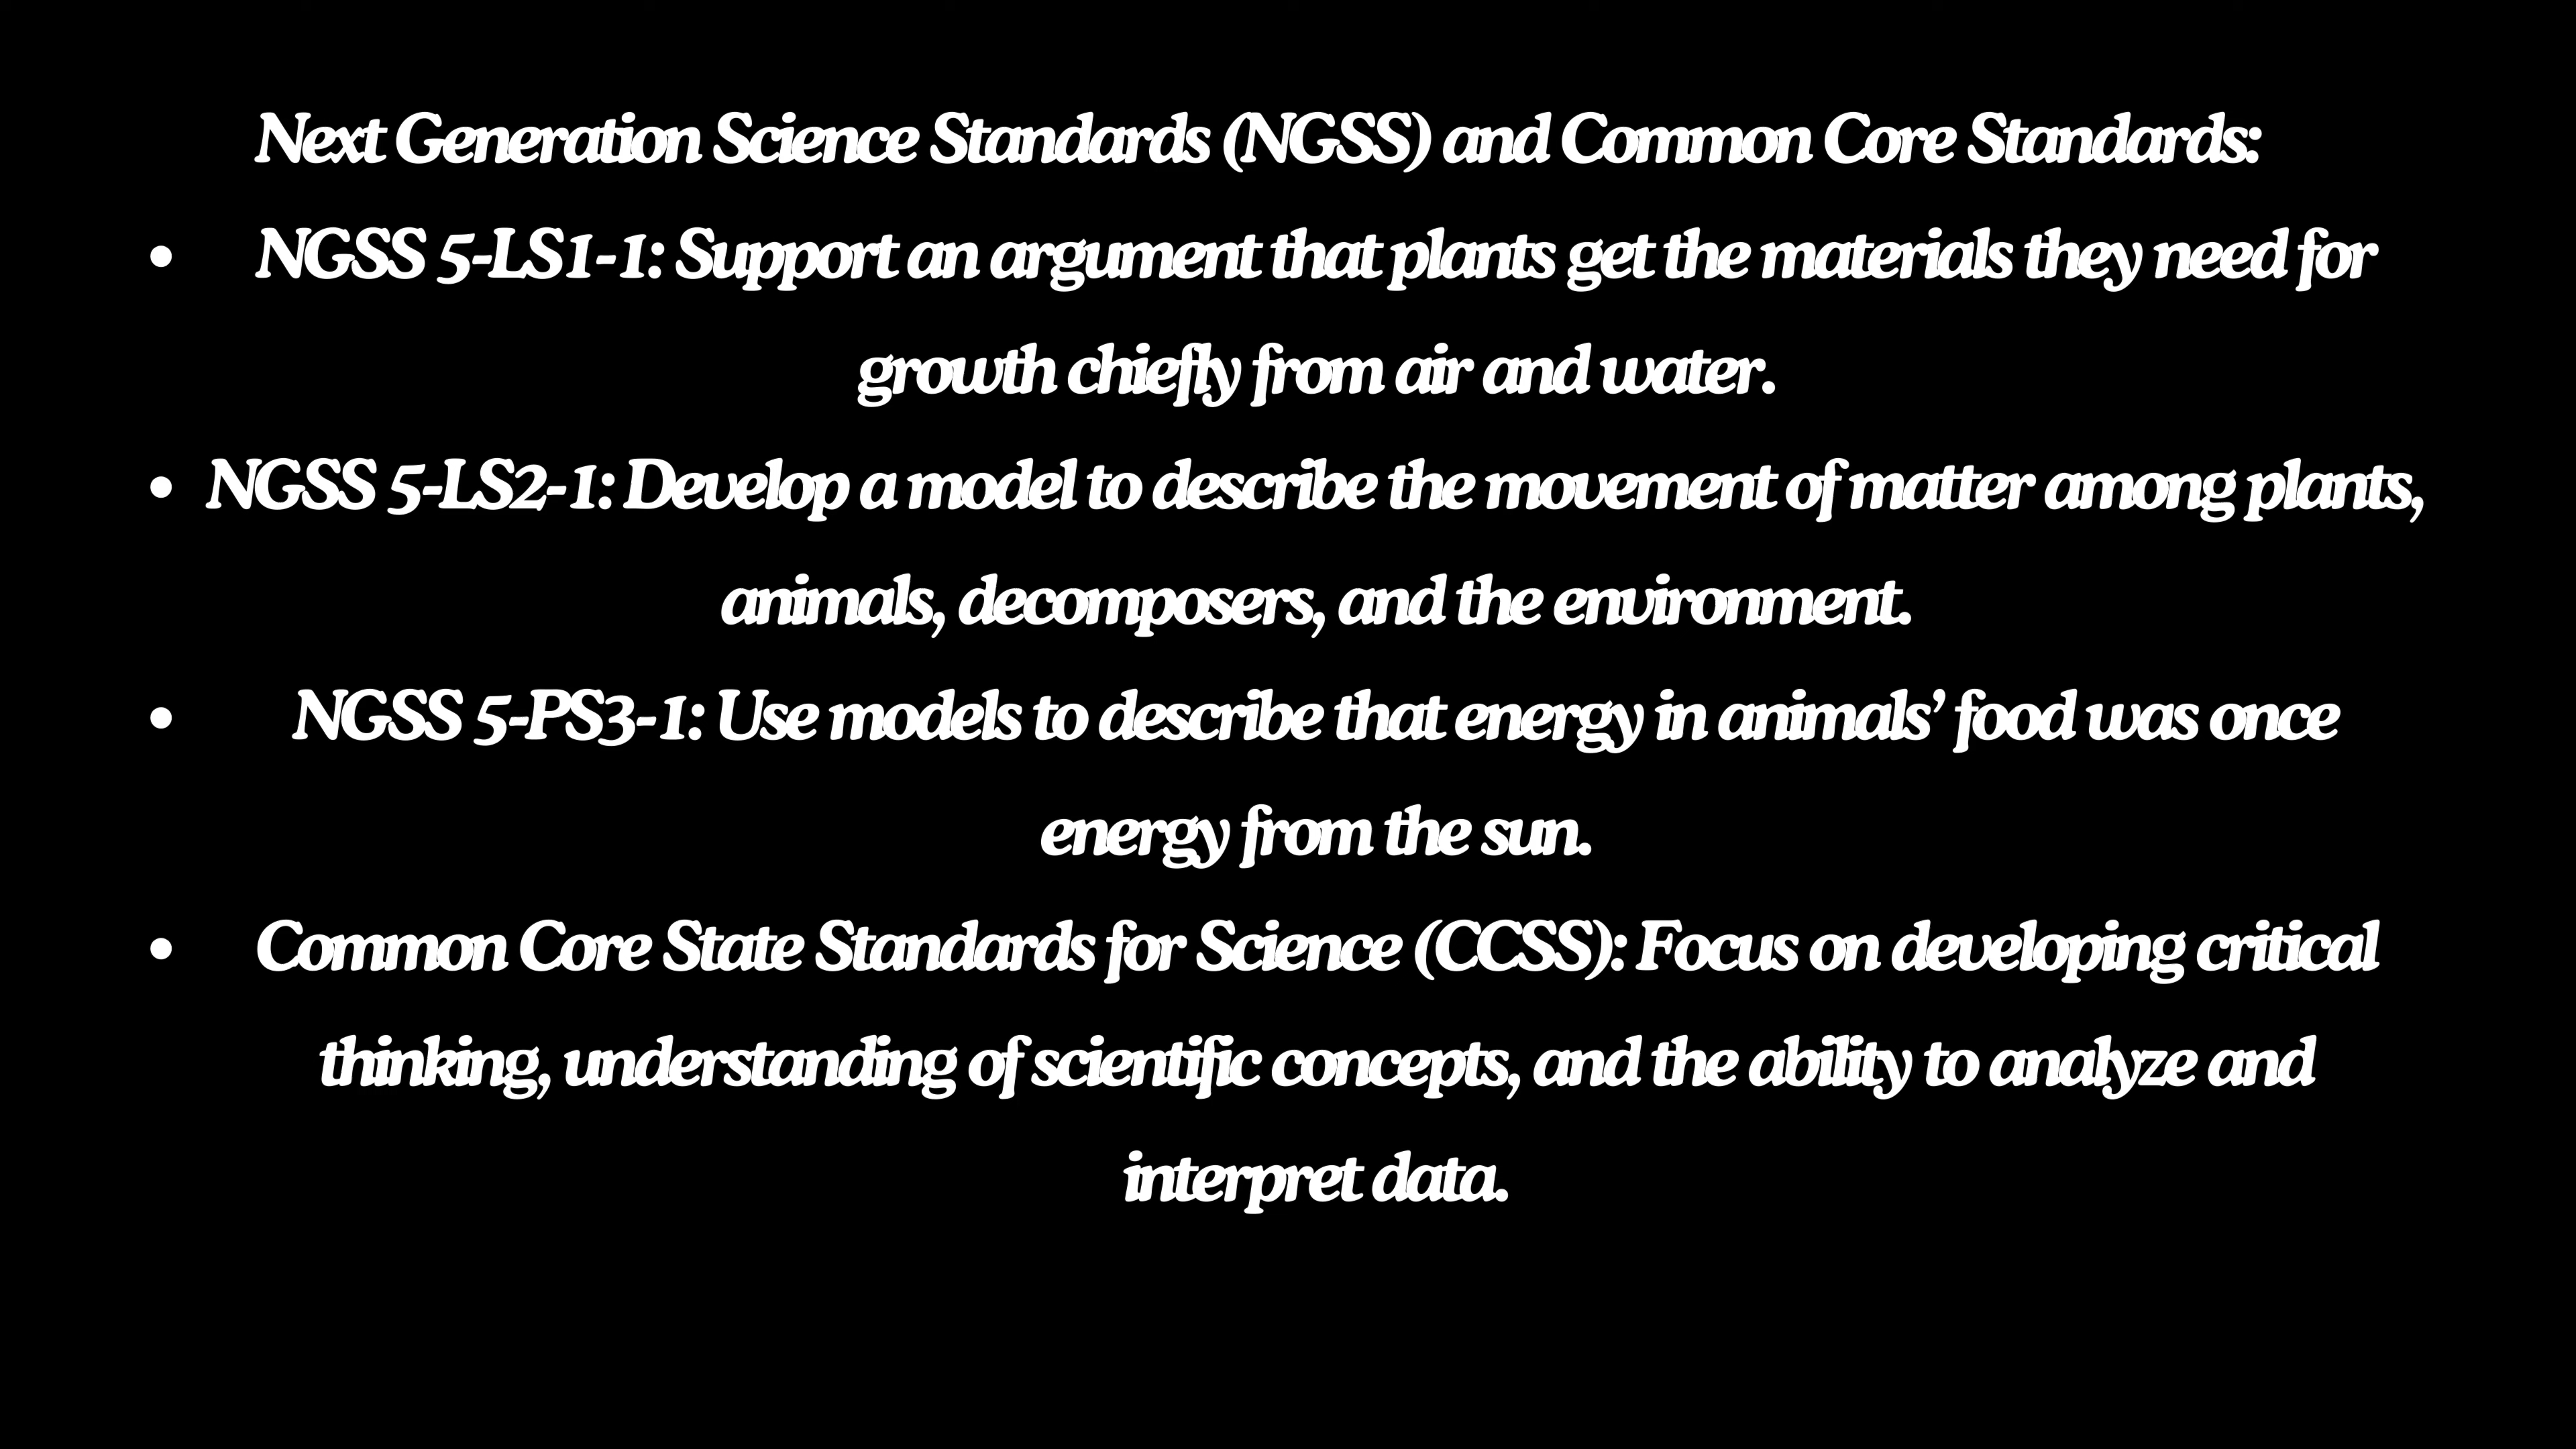 Next Generation Science Standards (NGSS) and Common Core Standards:
• NGSS 5-LS1-1: Support an argument that plants get the materials they need for
growth chiefly from air and water.
• NGSS 5-LS2-1: Develop a model to describe the movement of matter among plants,
animals, decomposers, and the environment.
• NGSS 5-PS3-1: Use models to describe that energy in animals’ food was once
energy from the sun.
• Common Core State Standards for Science (CCSS): Focus on developing critical
thinking, understanding of scientific concepts, and the ability to analyze and
interpret data.